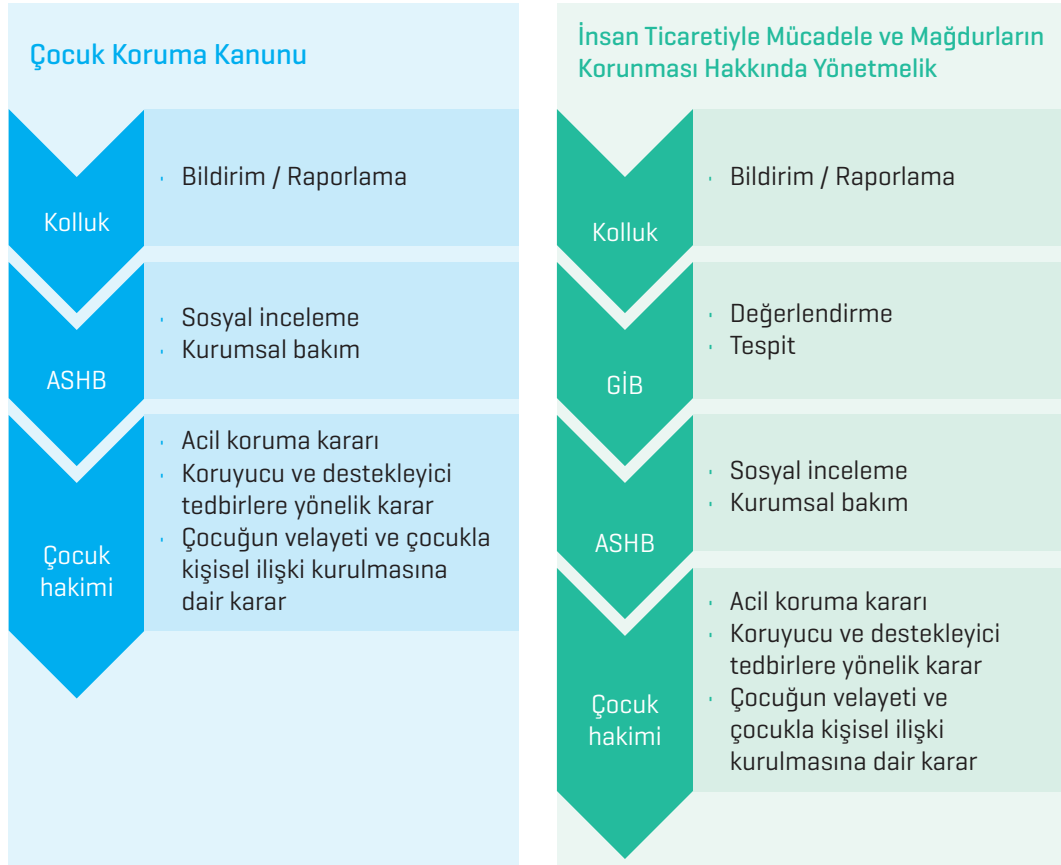 Çocuk Koruma Kanunu
Kolluk
· Bildirim / Raporlama
ASHB
· Sosyal inceleme
· Kurumsal bakım
Çocuk
hakimi
· Acil koruma kararı
· Koruyucu ve destekleyici
tedbirlere yönelik karar
· Çocuğun velayeti ve çocukla
kişisel ilişki kurulmasına
dair karar
İnsan Ticaretiyle Mücadele ve Mağdurların
Korunması Hakkında Yönetmelik
Kolluk
· Bildirim / Raporlama
GİB
· Değerlendirme
· Tespit
ASHB
· Sosyal inceleme
· Kurumsal bakım
Çocuk
hakimi
· Acil koruma kararı
· Koruyucu ve destekleyici
tedbirlere yönelik karar
· Çocuğun velayeti ve
çocukla kişisel ilişki
kurulmasına dair karar